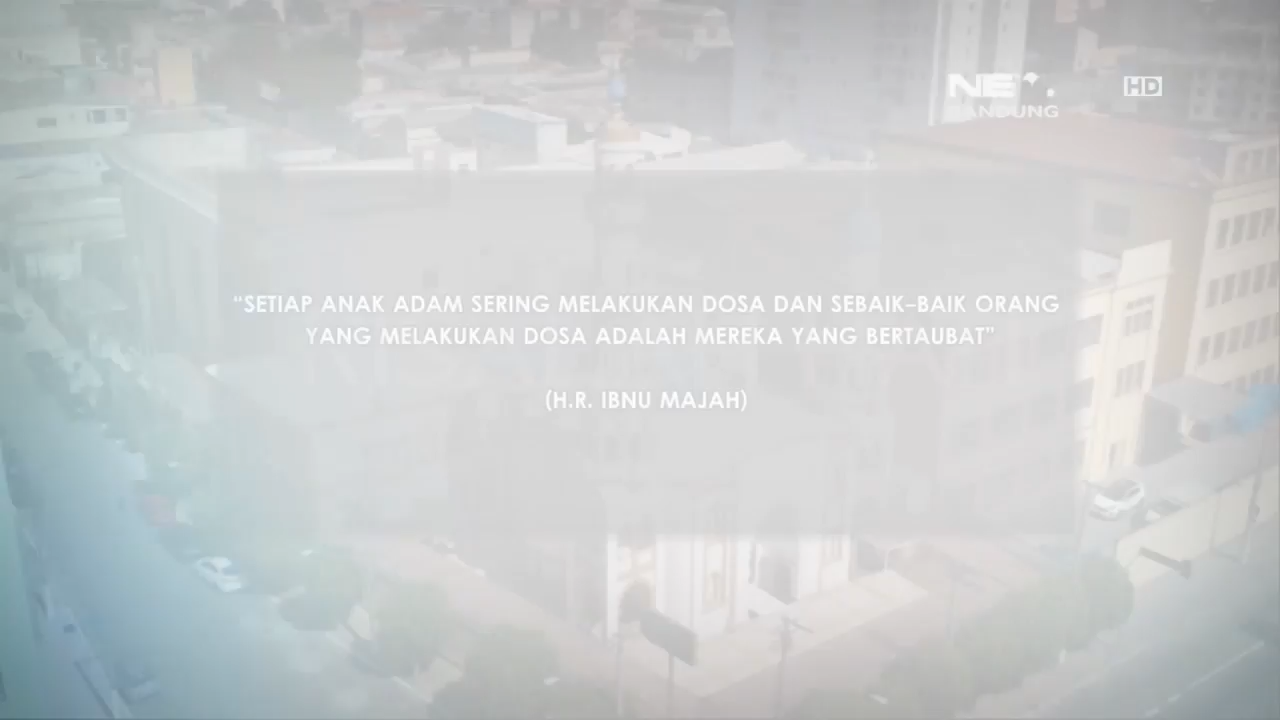 HD
"SETIAP ANAK ADAM SERING MELAKUKAN DOSA DAN SEBAIK–BAIK ORANG
YANG MELAKUKAN DOSA ADALAH MEREKA YANG BERTAUBAT"
(H.R. IBNU MAJAH)